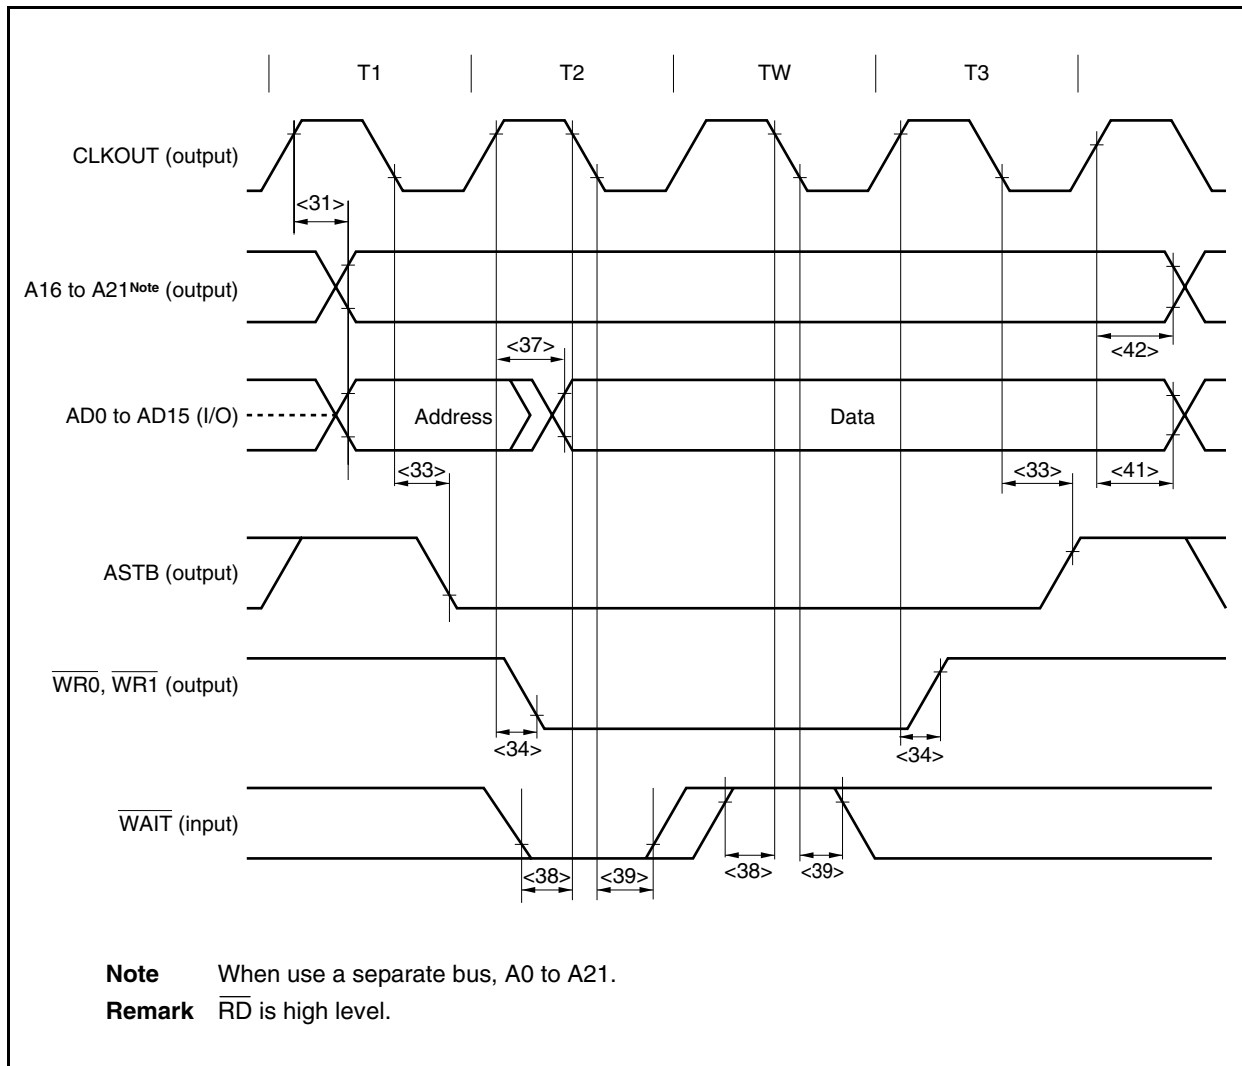 T1 T2 TW T3
CLKOUT (output)
<31>
A16 to A21Note (output)
<37>
<42>
AD0 to AD15 (I/O)
Address
Data
<33>
<33>
<41>
ASTB (output)
WR0, WR1 (output)
<34>
<34>
WAIT (input)
<38>
<39>
<38>
<39>
Note When use a separate bus, A0 to A21.
Remark RD is high level.